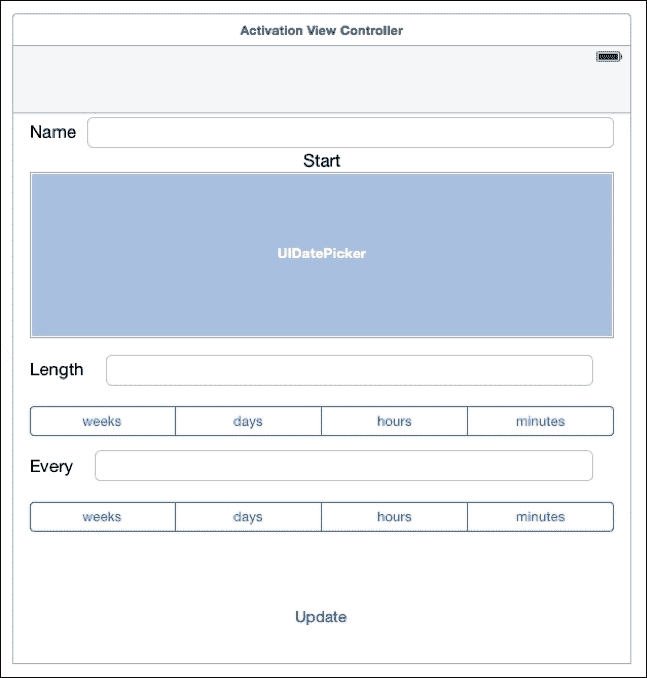 Activation View Controller
Name
Start
UIDatePicker
Length
weeks days hours minutes
Every
weeks days hours minutes
Update